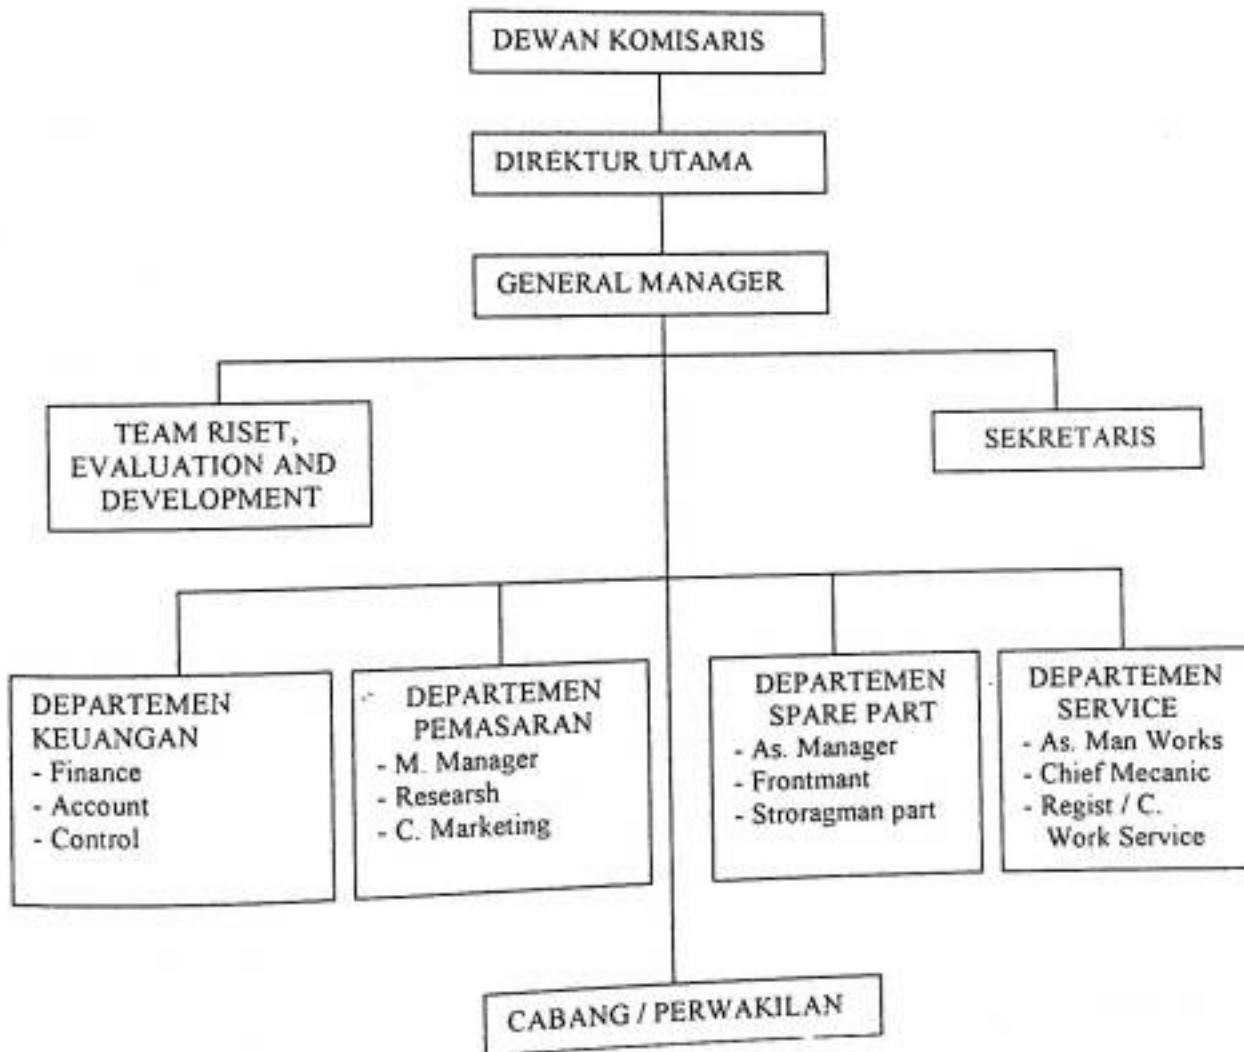 DEWAN KOMISARIS
DIREKTUR UTAMA
GENERAL MANAGER
TEAM RISET,
EVALUATION AND
DEVELOPMENT
SEKRETARIS
DEPARTEMEN
KEUANGAN
- Finance
- Account
- Control
DEPARTEMEN
PEMASARAN
- M. Manager
- Researsh
- C. Marketing
DEPARTEMEN
SPARE PART
- As. Manager
- Frontmant
- Stroragman part
DEPARTEMEN
SERVICE
- As. Man Works
- Chief Mecanic
- Regist / C.
Work Service
CABANG / PERWAKILAN